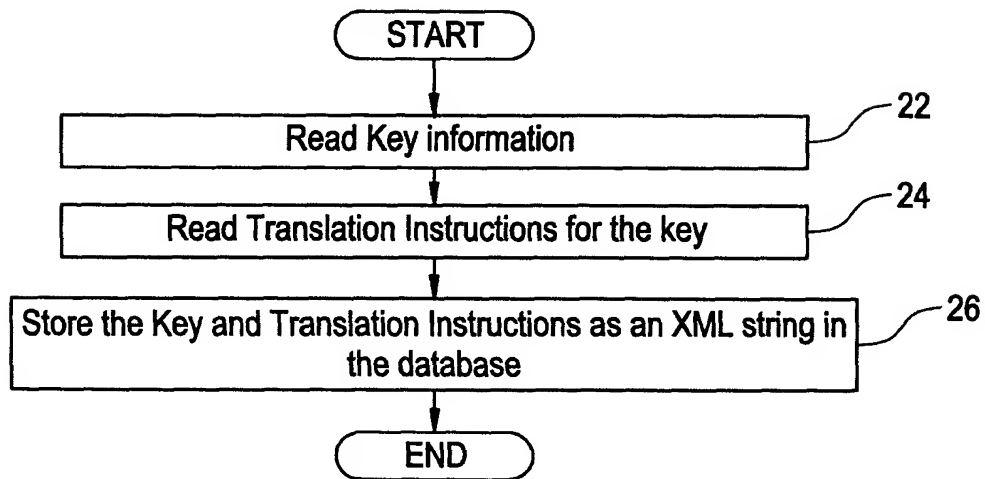 START
22
Read Key information
24
Read Translation Instructions for the key
26
Store the Key and Translation Instructions as an XML string in
the database
END